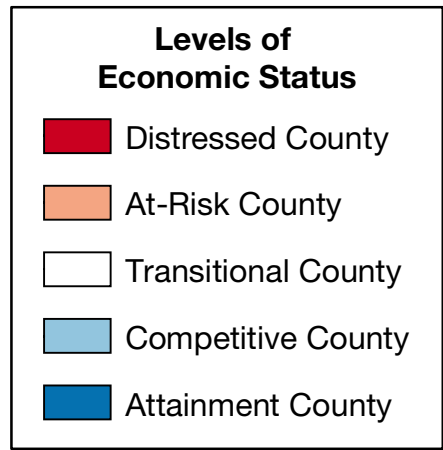 Levels of
Economic Status
Distressed County
At-Risk County
Transitional County
Competitive County
Attainment County